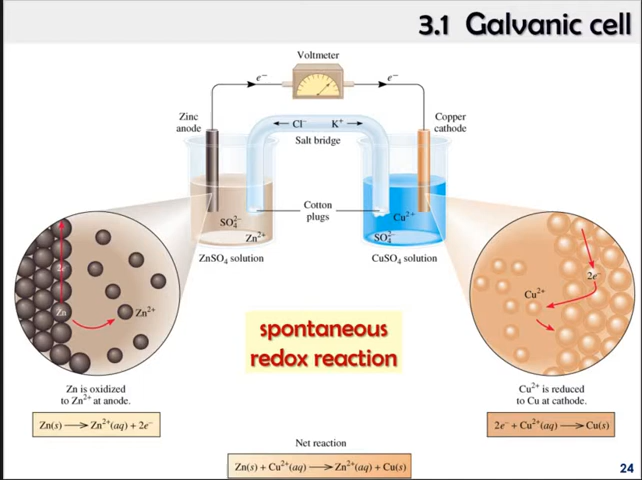 3.1 Galvanic cell
Voltmeter
e⁻
e⁻
Zinc
anode
Copper
cathode
Cl⁻
K⁺
Salt bridge
Cotton
plugs
SO₄²⁻
Zn²⁺
Cu²⁺
SO₄²⁻
ZnSO₄ solution
CuSO₄ solution
Zn
Zn²⁺
2e⁻
Cu²⁺
spontaneous
redox reaction
Zn is oxidized
to Zn²⁺ at anode.
Cu²⁺ is reduced
to Cu at cathode.
Zn(s) ⟶ Zn²⁺(aq) + 2e⁻
2e⁻ + Cu²⁺(aq) ⟶ Cu(s)
Net reaction
Zn(s) + Cu²⁺(aq) ⟶ Zn²⁺(aq) + Cu(s)
24